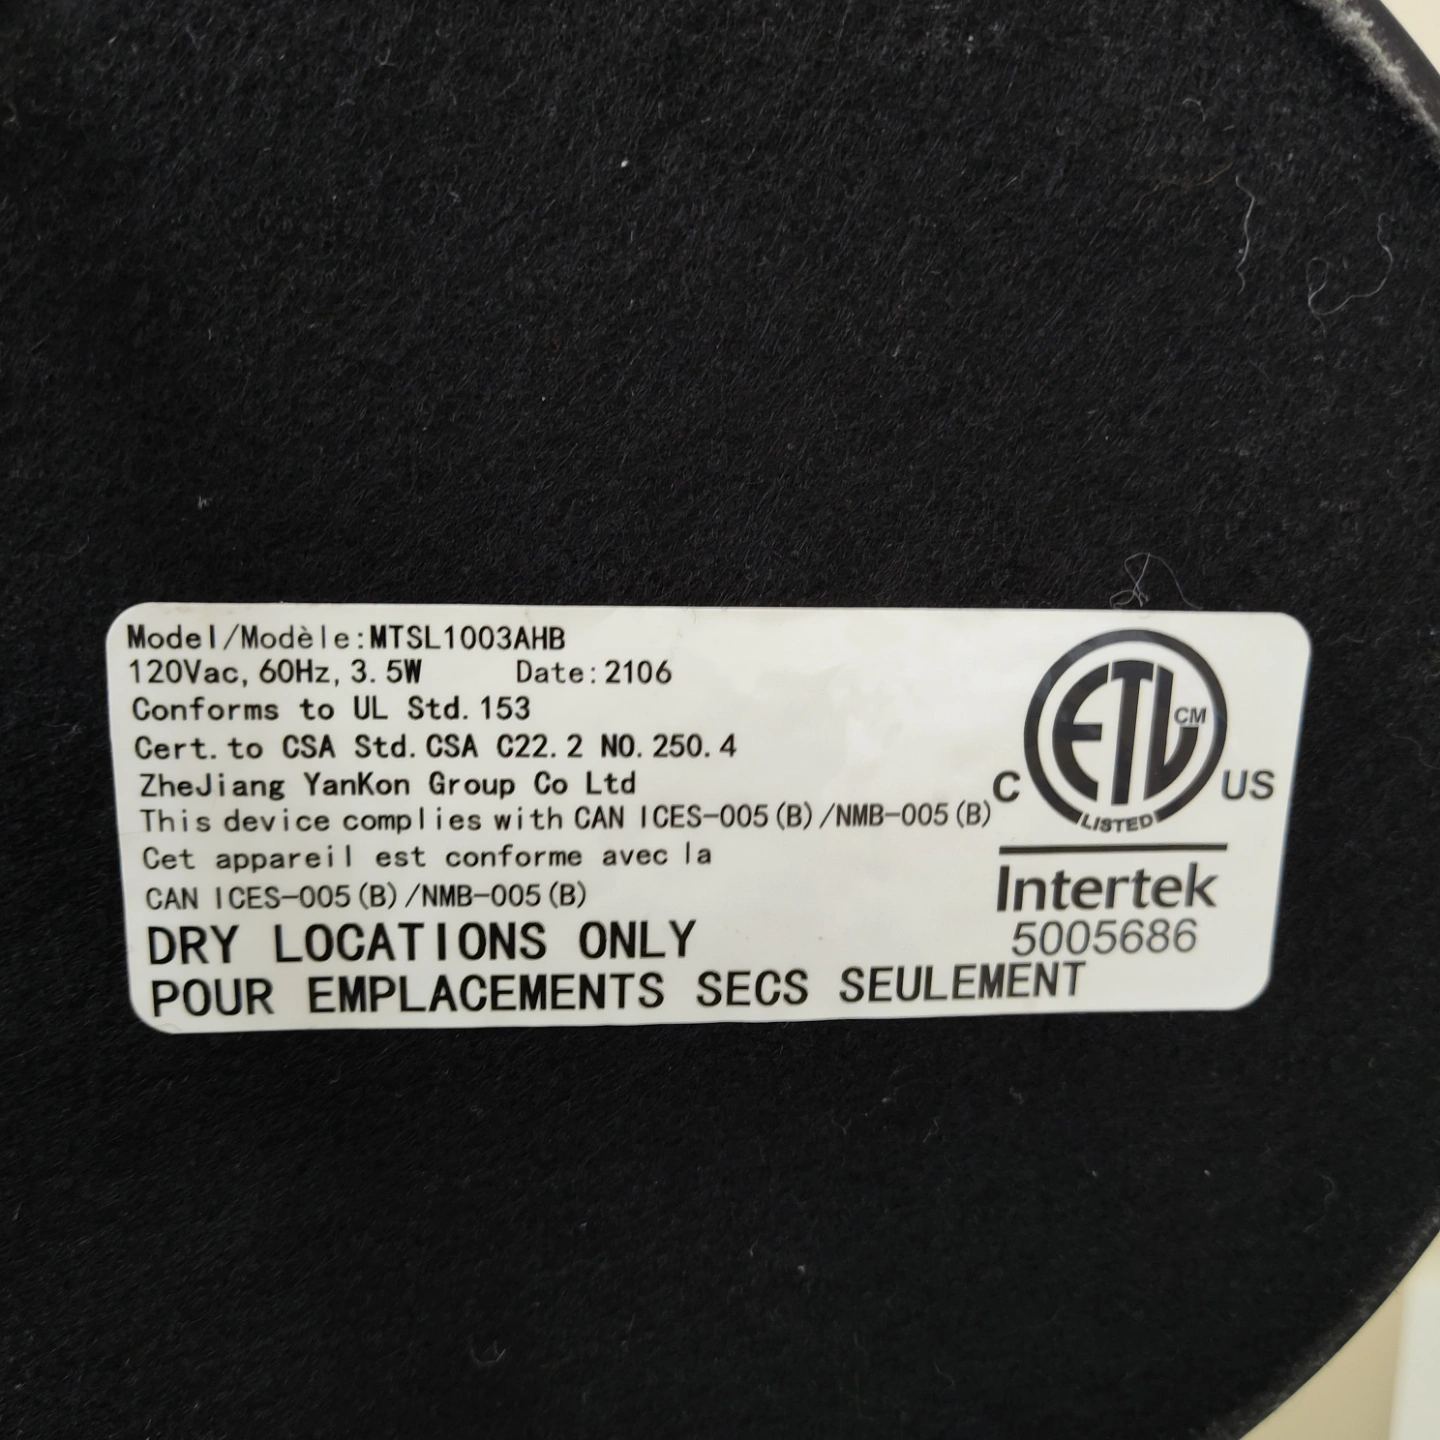 Model/Modèle:MTSL1003AHB
120Vac, 60Hz, 3.5W Date:2106
Conforms to UL Std.153
Cert.to CSA Std.CSA C22.2 NO.250.4
ZheJiang YanKon Group Co Ltd
This device complies with CAN ICES-005(B)/NMB-005(B)
Cet appareil est conforme avec la
CAN ICES-005(B)/NMB-005(B)
DRY LOCATIONS ONLY
POUR EMPLACEMENTS SECS SEULEMENT
ETL CM
C US
LISTED
Intertek
5005686